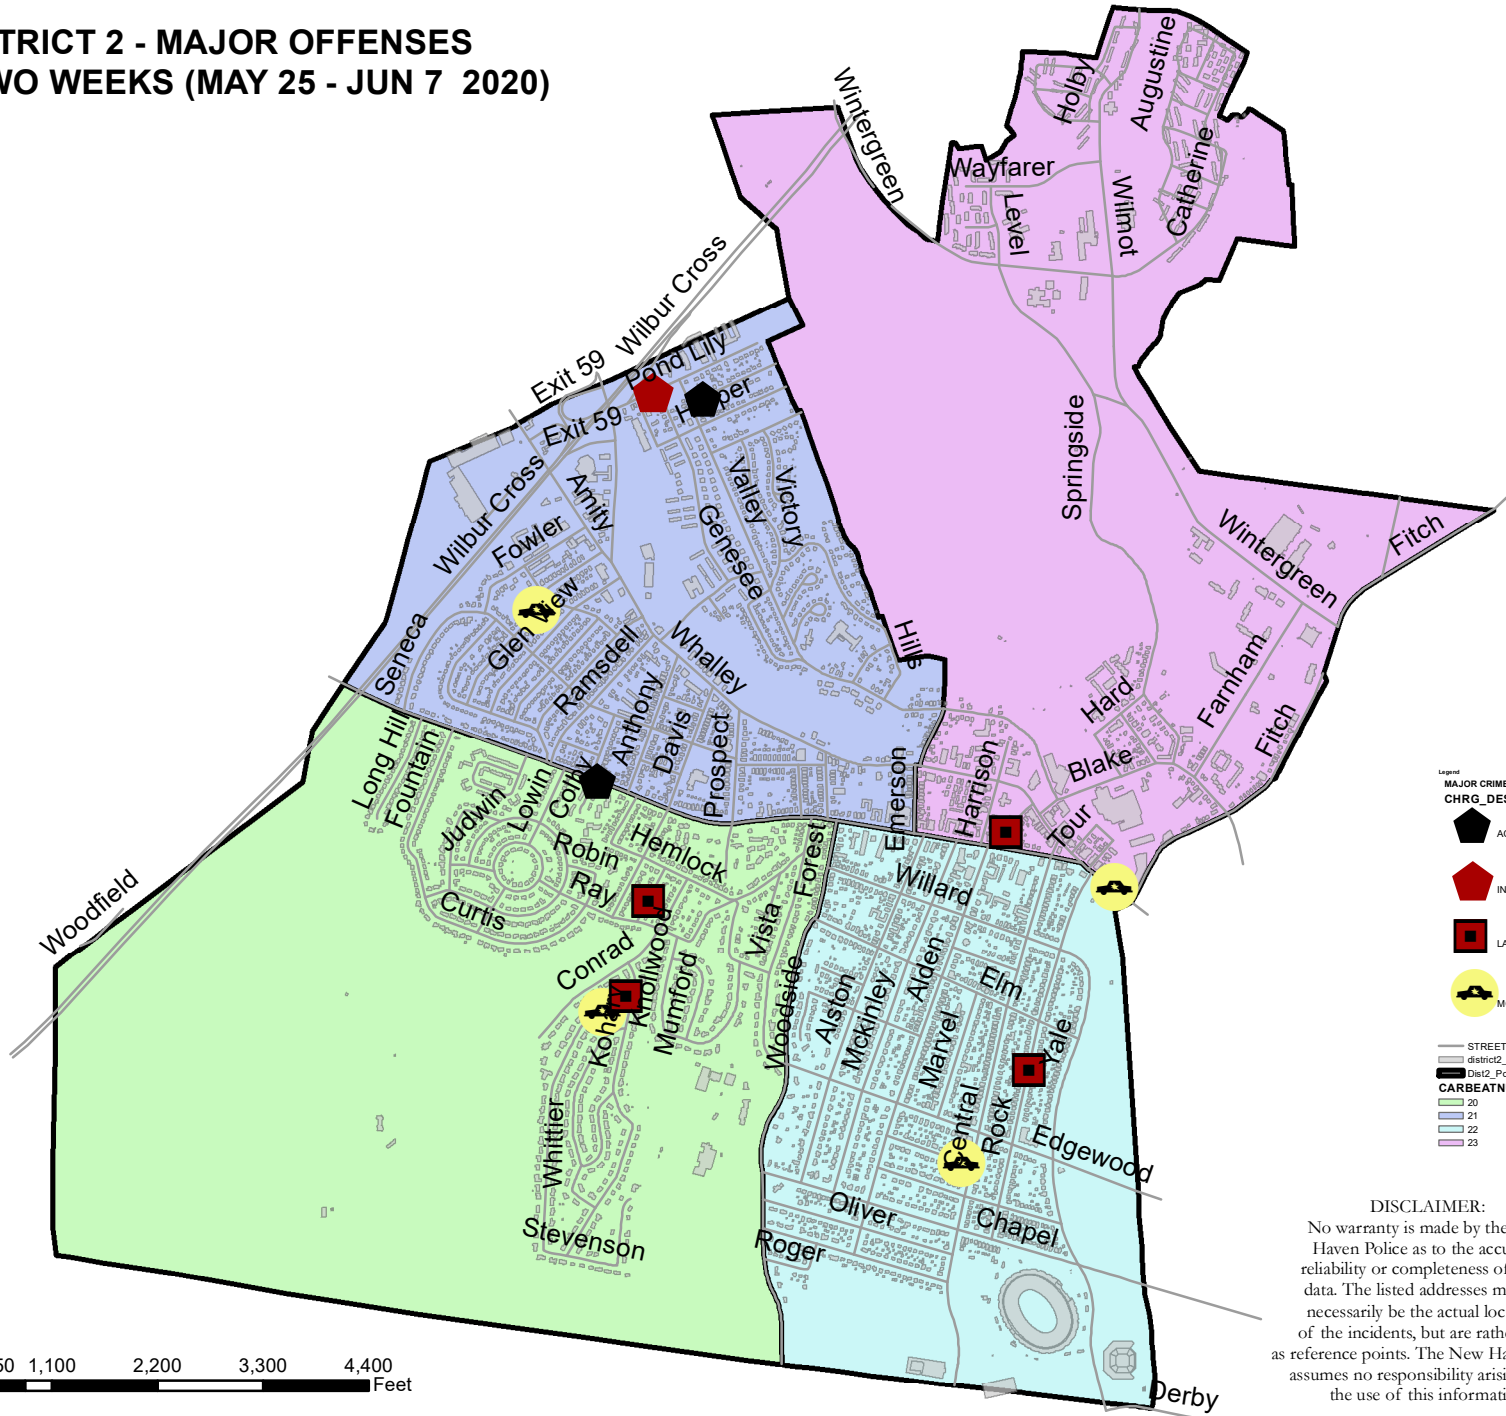 TRICT 2 - MAJOR OFFENSES
WO WEEKS (MAY 25 - JUN 7 2020)
Holby
Augustine
Wintergreen
Wayfarer
Catherine
Level
Wilmot
Wilbur Cross
Pond Lily
Exit 59
Exit 59
Springside
Wilbur Cross
Amity
Valley
Victory
Fowler
Genesee
Wintergreen
Fitch
Glen View
Seneca
Ramsdell
Whalley
Hills
Anthony
Davis
Prospect
Hard
Farnham
Fitch
Blake
Long Hill
Fountain
Judwin
Lowin
Colby
Emerson
Harrison
Tour
Robin
Hemlock
Forest
Ray
Willard
Curtis
Woodfield
Conrad
Knollwood
Vista
Alden
Elm
Mumford
Woodside
Alston
Mckinley
Marvel
Yale
Central
Rock
Whittier
Edgewood
Oliver
Chapel
Stevenson
Roger
Derby
Legend
MAJOR CRIME
CHRG_DES
AG
IN
LA
M
STREET
district2_
Dist2_Po
CARBEATN
20
21
22
23
DISCLAIMER:
No warranty is made by the
Haven Police as to the accu
reliability or completeness of
data. The listed addresses m
necessarily be the actual loc
of the incidents, but are rath
as reference points. The New Ha
assumes no responsibility arisi
the use of this informati
50 1,100 2,200 3,300 4,400
Feet